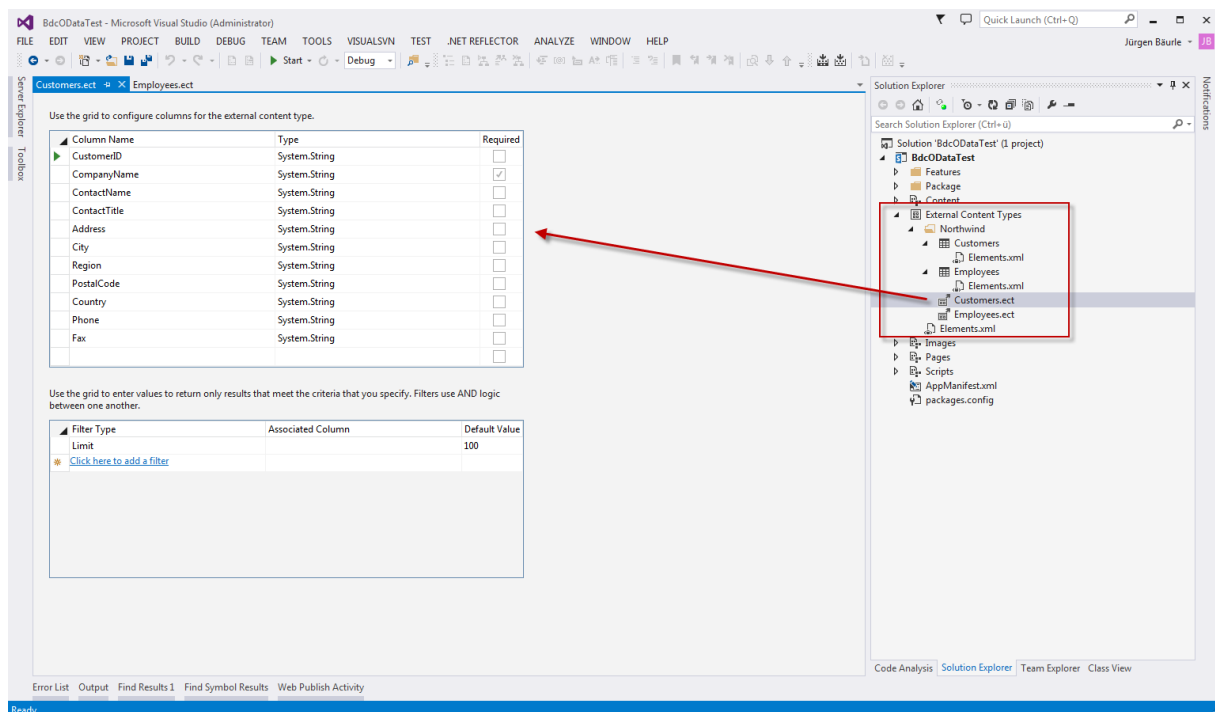 BdcODataTest - Microsoft Visual Studio (Administrator)
Quick Launch (Ctrl+Q)
FILE EDIT VIEW PROJECT BUILD DEBUG TEAM TOOLS VISUALSVN TEST .NET REFLECTOR ANALYZE WINDOW HELP
Jürgen Bäurle
JB
Start
Debug
Server Explorer
Toolbox
Customers.ect
Employees.ect
Use the grid to configure columns for the external content type.
Column Name Type Required
CustomerID System.String
CompanyName System.String
ContactName System.String
ContactTitle System.String
Address System.String
City System.String
Region System.String
PostalCode System.String
Country System.String
Phone System.String
Fax System.String
Use the grid to enter values to return only results that meet the criteria that you specify. Filters use AND logic
between one another.
Filter Type Associated Column Default Value
Limit 100
Click here to add a filter
Solution Explorer
Search Solution Explorer (Ctrl+ü)
Solution 'BdcODataTest' (1 project)
BdcODataTest
Features
Package
Content
External Content Types
Northwind
Customers
Elements.xml
Employees
Elements.xml
Customers.ect
Employees.ect
Elements.xml
Images
Pages
Scripts
AppManifest.xml
packages.config
Notifications
Code Analysis Solution Explorer Team Explorer Class View
Error List Output Find Results 1 Find Symbol Results Web Publish Activity
Ready